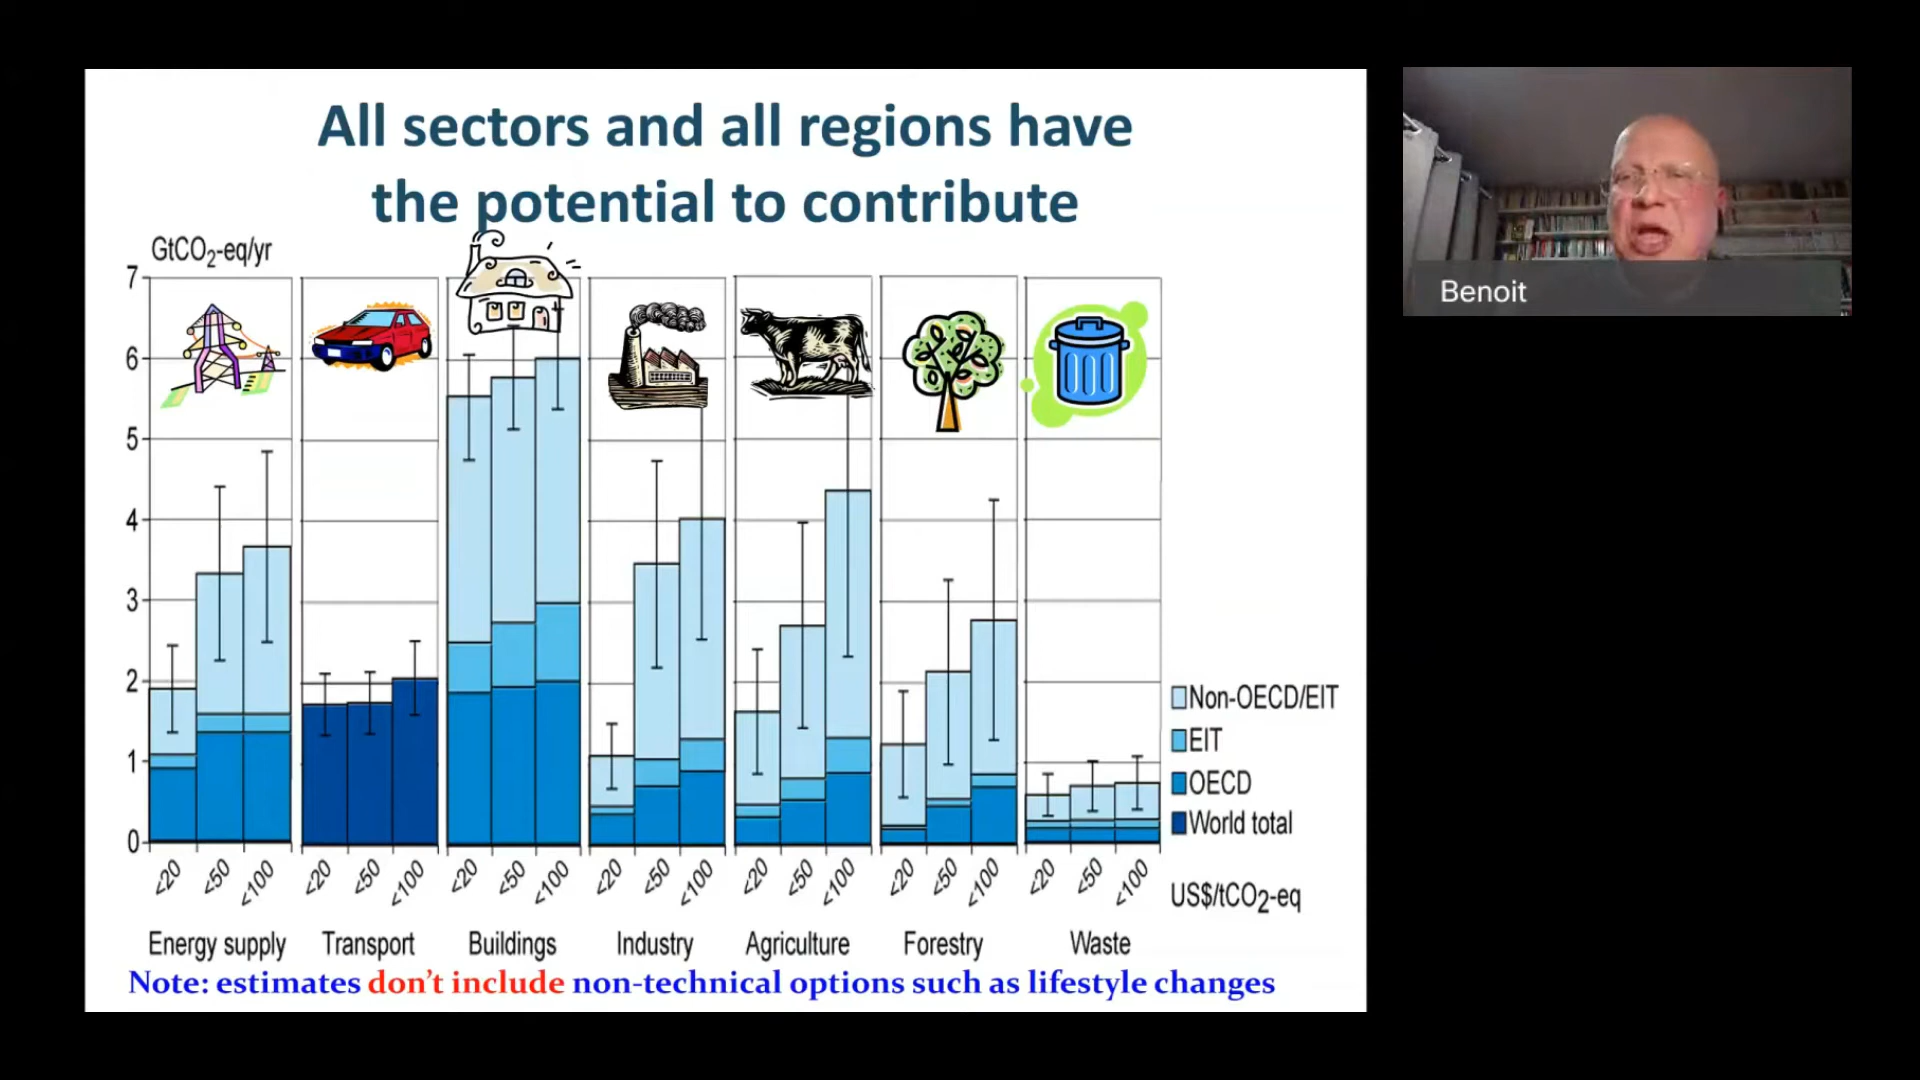 All sectors and all regions have
the potential to contribute
GtCO2-eq/yr
7
6
5
4
3
2
1
0
<20 <50 <100 <20 <50 <100 <20 <50 <100 <20 <50 <100 <20 <50 <100 <20 <50 <100 <20 <50 <100
Energy supply Transport Buildings Industry Agriculture Forestry Waste
Non-OECD/EIT
EIT
OECD
World total
US$/tCO2-eq
Note: estimates don't include non-technical options such as lifestyle changes
Benoit